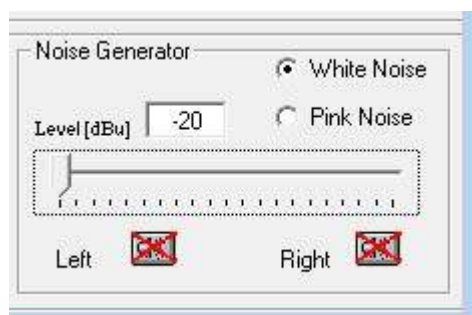 Noise Generator
White Noise
Level [dBu] -20
Pink Noise
Left
Right